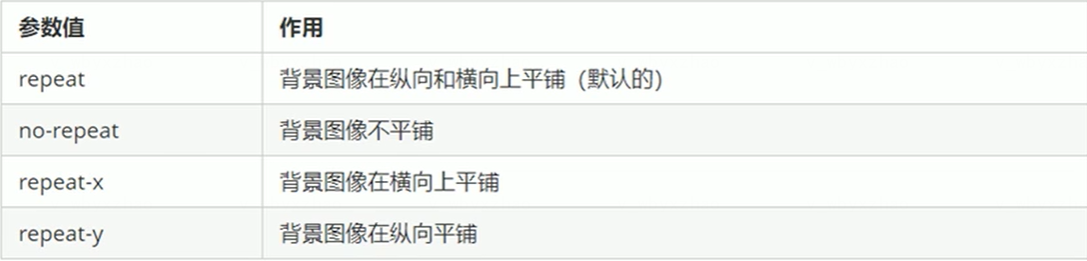 参数值 作用
repeat 背景图像在纵向和横向上平铺（默认的）
no-repeat 背景图像不平铺
repeat-x 背景图像在横向上平铺
repeat-y 背景图像在纵向平铺